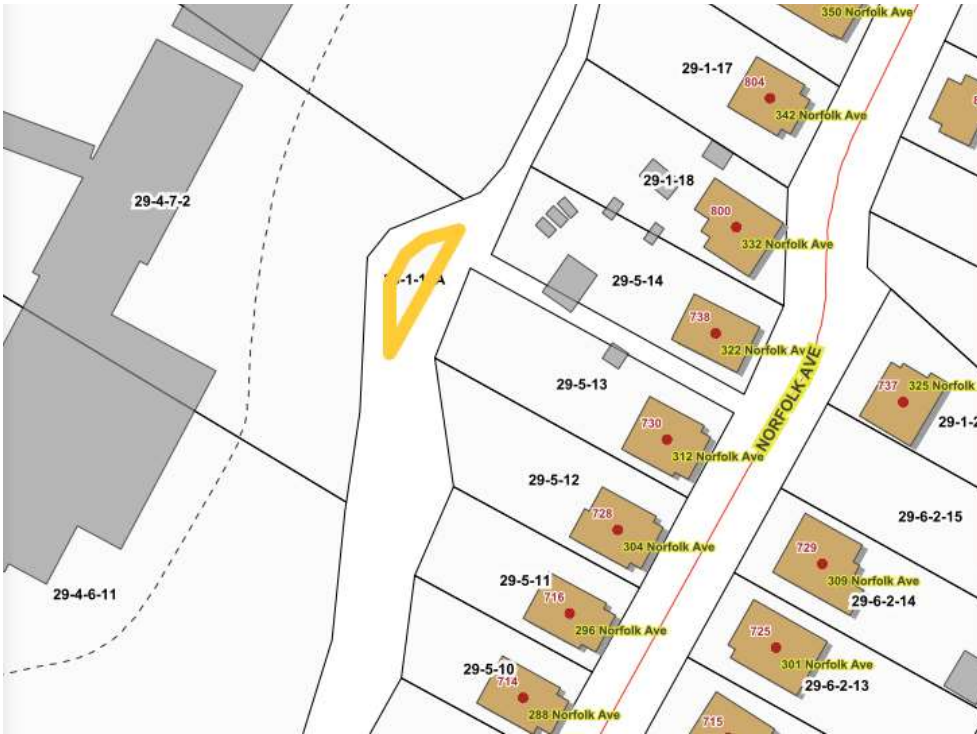 350 Norfolk Ave
29-1-17
804
342 Norfolk Ave
29-1-18
29-4-7-2
800
332 Norfolk Ave
29-5-14
738
322 Norfolk Ave
NORFOLK AVE
29-5-13
737
325 Norfolk
730
312 Norfolk Ave
29-5-12
728
304 Norfolk Ave
29-6-2-15
729
309 Norfolk Ave
29-6-2-14
29-5-11
716
296 Norfolk Ave
29-4-6-11
725
301 Norfolk Ave
29-6-2-13
29-5-10
714
288 Norfolk Ave
715